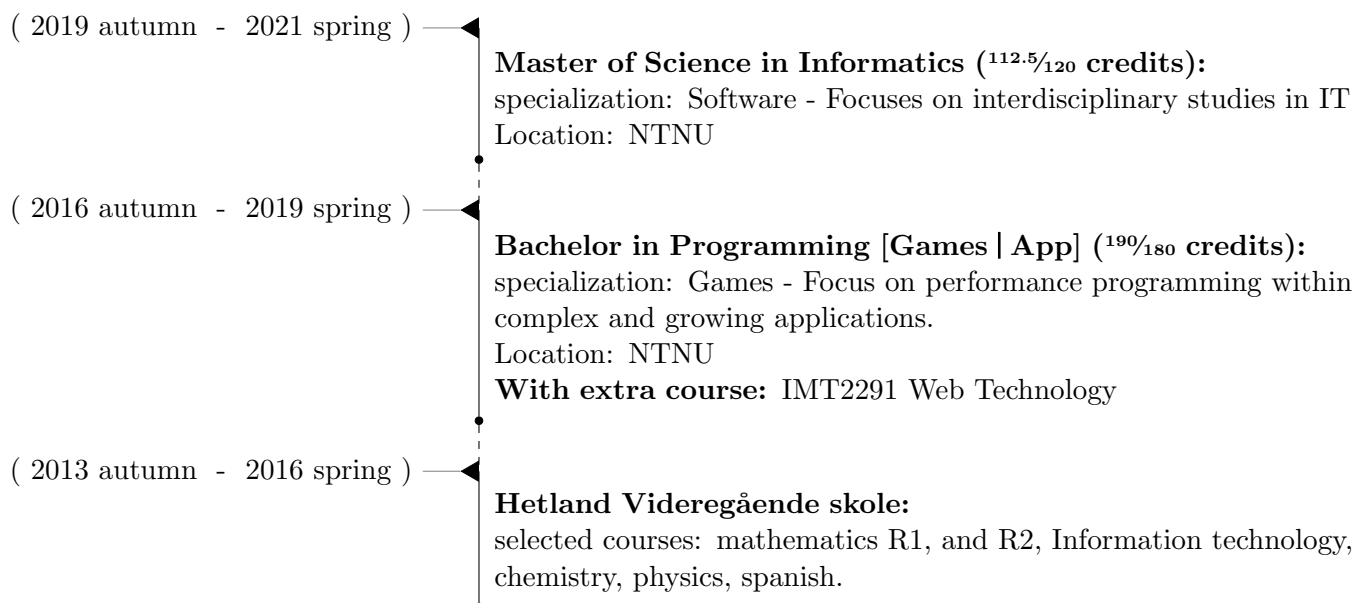 ( 2019 autumn - 2021 spring )
Master of Science in Informatics (112.5/120 credits):
specialization: Software - Focuses on interdisciplinary studies in IT
Location: NTNU
( 2016 autumn - 2019 spring )
Bachelor in Programming [Games | App] (190/180 credits):
specialization: Games - Focus on performance programming within
complex and growing applications.
Location: NTNU
With extra course: IMT2291 Web Technology
( 2013 autumn - 2016 spring )
Hetland Videregående skole:
selected courses: mathematics R1, and R2, Information technology,
chemistry, physics, spanish.